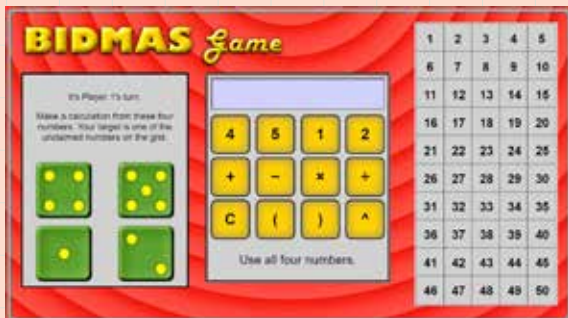 BIDMAS Game
It's Player 1's turn.
Make a calculation from these four
numbers. Your target is one of the
unclaimed numbers on the grid.
4 5 1 2
+ − × ÷
C ( ) ^
Use all four numbers.
1 2 3 4 5
6 7 8 9 10
11 12 13 14 15
16 17 18 19 20
21 22 23 24 25
26 27 28 29 30
31 32 33 34 35
36 37 38 39 40
41 42 43 44 45
46 47 48 49 50